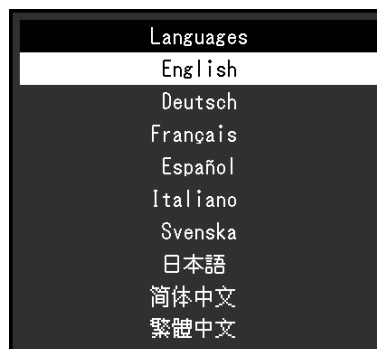 Languages
English
Deutsch
Français
Español
Italiano
Svenska
日本語
简体中文
繁體中文